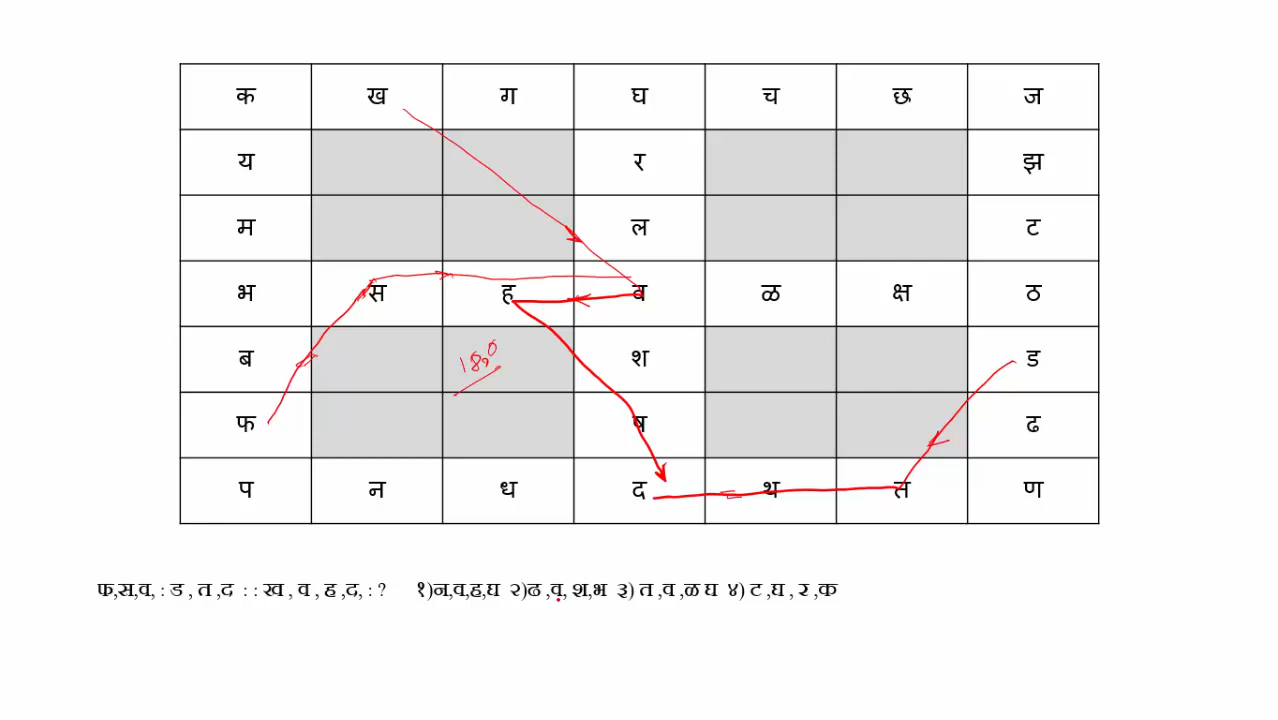 क ख ग घ च छ ज
य र झ
म ल ट
भ स ह व ळ क्ष ठ
ब 180 श ड
फ ष ढ
प न ध द थ त ण
फ,स,व, : ड , त ,द : : ख , व , ह ,द, : ? १)न,व,ह,घ २)ढ ,व, श,भ ३) त ,व ,ळ घ ४) ट ,घ , र ,क